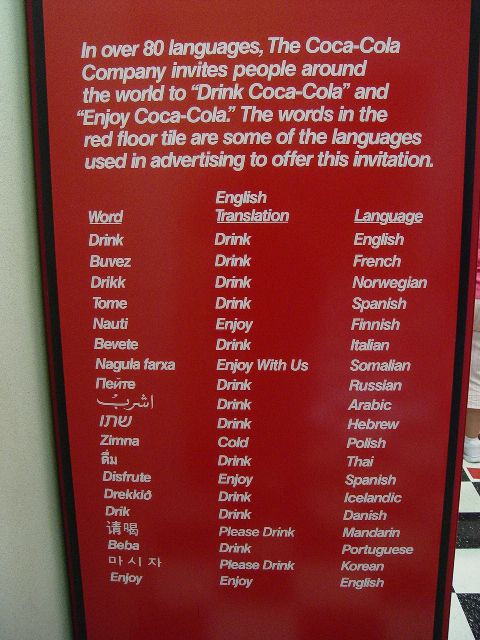 In over 80 languages, The Coca-Cola
Company invites people around
the world to “Drink Coca-Cola” and
“Enjoy Coca-Cola.” The words in the
red floor tile are some of the languages
used in advertising to offer this invitation.
English
Word Translation Language
Drink Drink English
Buvez Drink French
Drikk Drink Norwegian
Tome Drink Spanish
Nauti Enjoy Finnish
Bevete Drink Italian
Nagula farxa Enjoy With Us Somalian
Пейте Drink Russian
اشرب Drink Arabic
שתו Drink Hebrew
Zimna Cold Polish
ดื่ม Drink Thai
Disfrute Enjoy Spanish
Drekkið Drink Icelandic
Drik Drink Danish
请喝 Please Drink Mandarin
Beba Drink Portuguese
마시자 Please Drink Korean
Enjoy Enjoy English